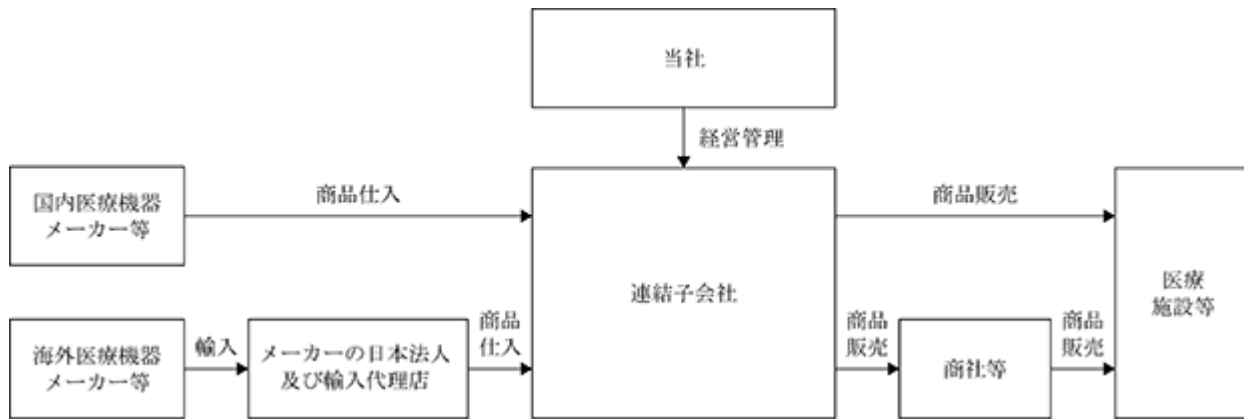 当社
経営管理
国内医療機器
メーカー等
商品仕入
連結子会社
商品販売
医療
施設等
海外医療機器
メーカー等
輸入
メーカーの日本法人
及び輸入代理店
商品
仕入
商品
販売
商社等
商品
販売